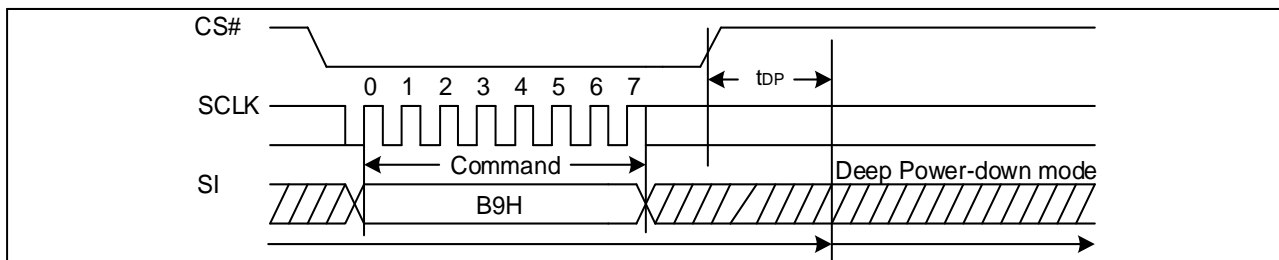 CS#
tDP
0 1 2 3 4 5 6 7
SCLK
Command
Deep Power-down mode
SI
B9H